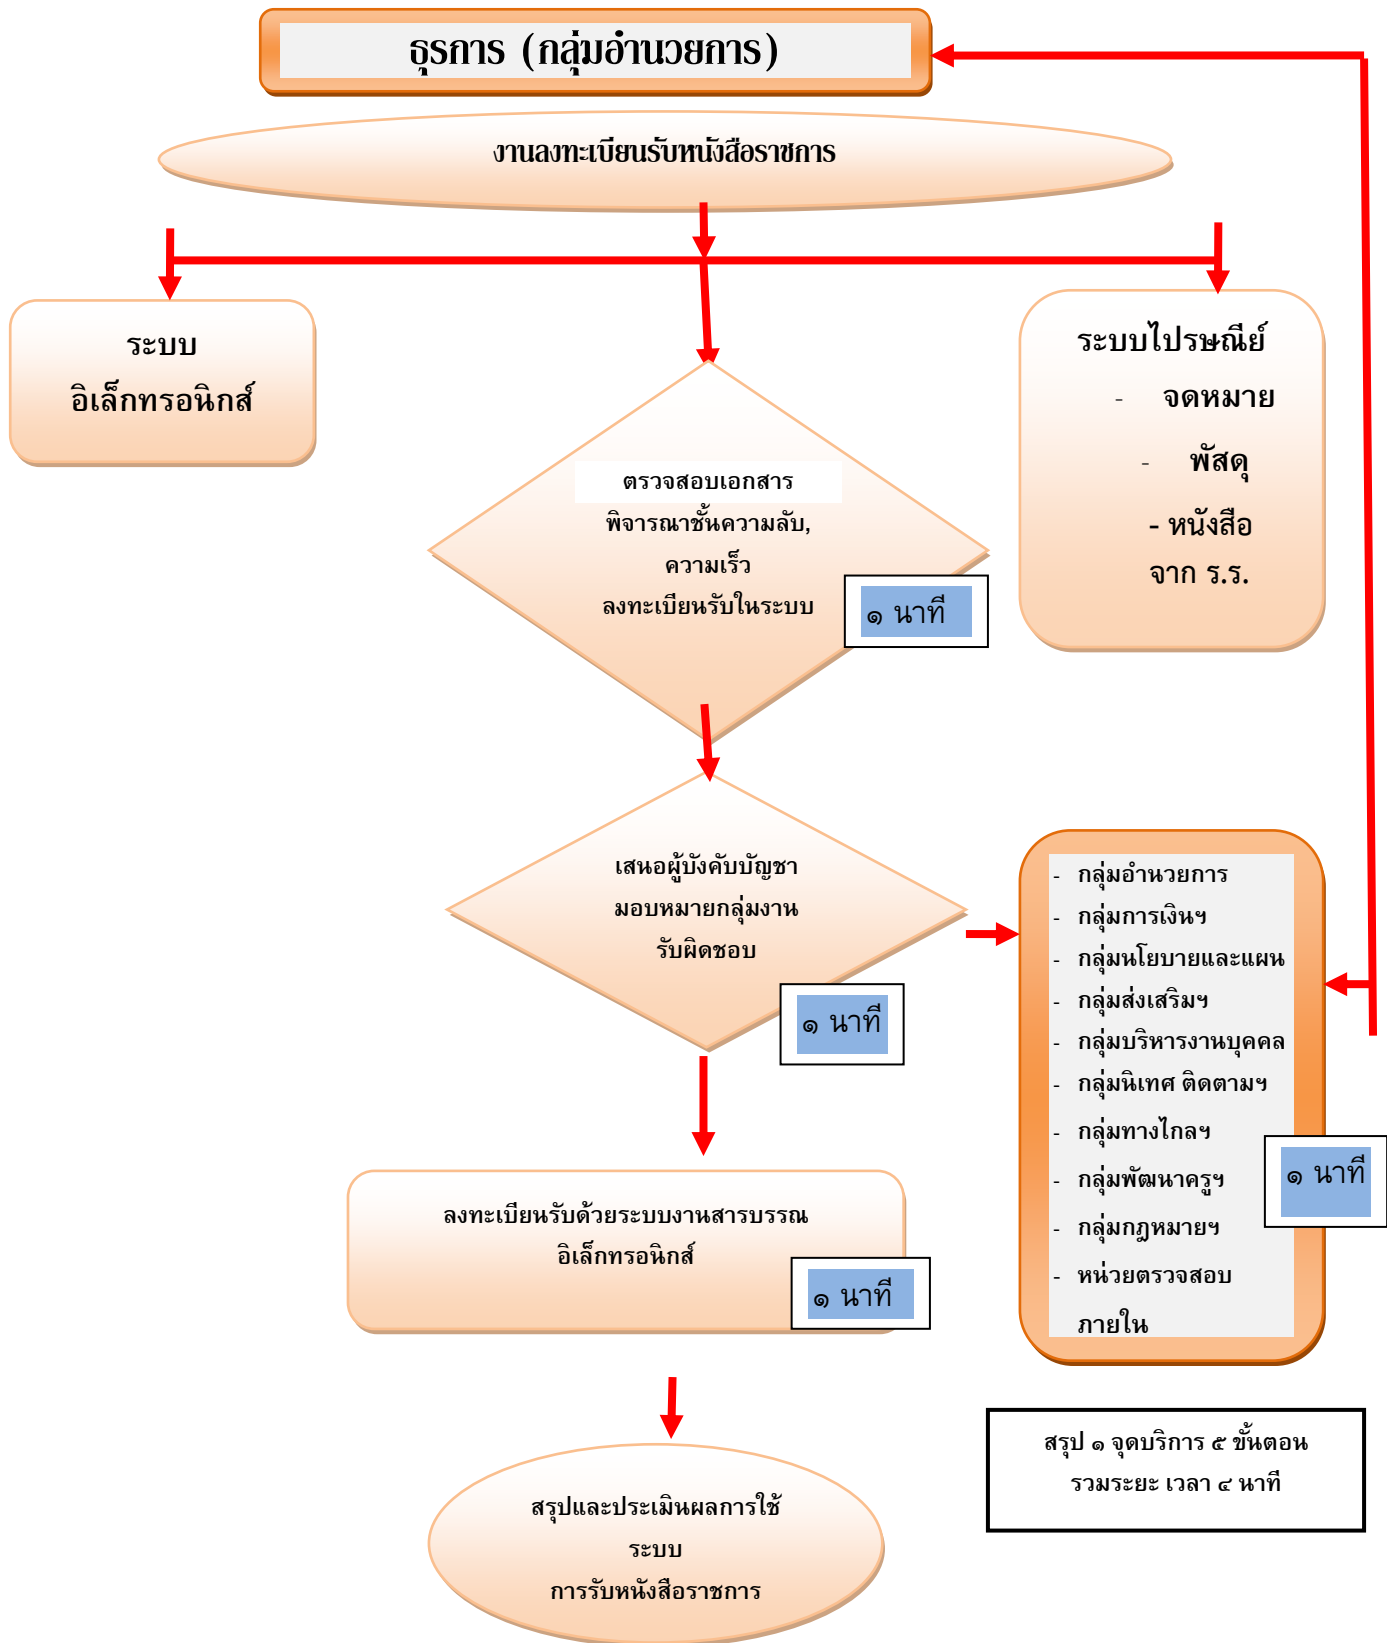 ธุรการ (กลุ่มอำนวยการ)
งานลงทะเบียนรับหนังสือราชการ
ระบบ
อิเล็กทรอนิกส์
ระบบไปรษณีย์
- จดหมาย
- พัสดุ
- หนังสือ
จาก ร.ร.
ตรวจสอบเอกสาร
พิจารณาชั้นความลับ,
ความเร็ว
ลงทะเบียนรับในระบบ
๑ นาที
เสนอผู้บังคับบัญชา
มอบหมายกลุ่มงาน
รับผิดชอบ
๑ นาที
- กลุ่มอำนวยการ
- กลุ่มการเงินฯ
- กลุ่มนโยบายและแผน
- กลุ่มส่งเสริมฯ
- กลุ่มบริหารงานบุคคล
- กลุ่มนิเทศ ติดตามฯ
- กลุ่มทางไกลฯ
- กลุ่มพัฒนาครูฯ
- กลุ่มกฎหมายฯ
- หน่วยตรวจสอบ
ภายใน
๑ นาที
ลงทะเบียนรับด้วยระบบงานสารบรรณ
อิเล็กทรอนิกส์
๑ นาที
สรุป ๑ จุดบริการ ๕ ขั้นตอน
รวมระยะ เวลา ๔ นาที
สรุปและประเมินผลการใช้
ระบบ
การรับหนังสือราชการ